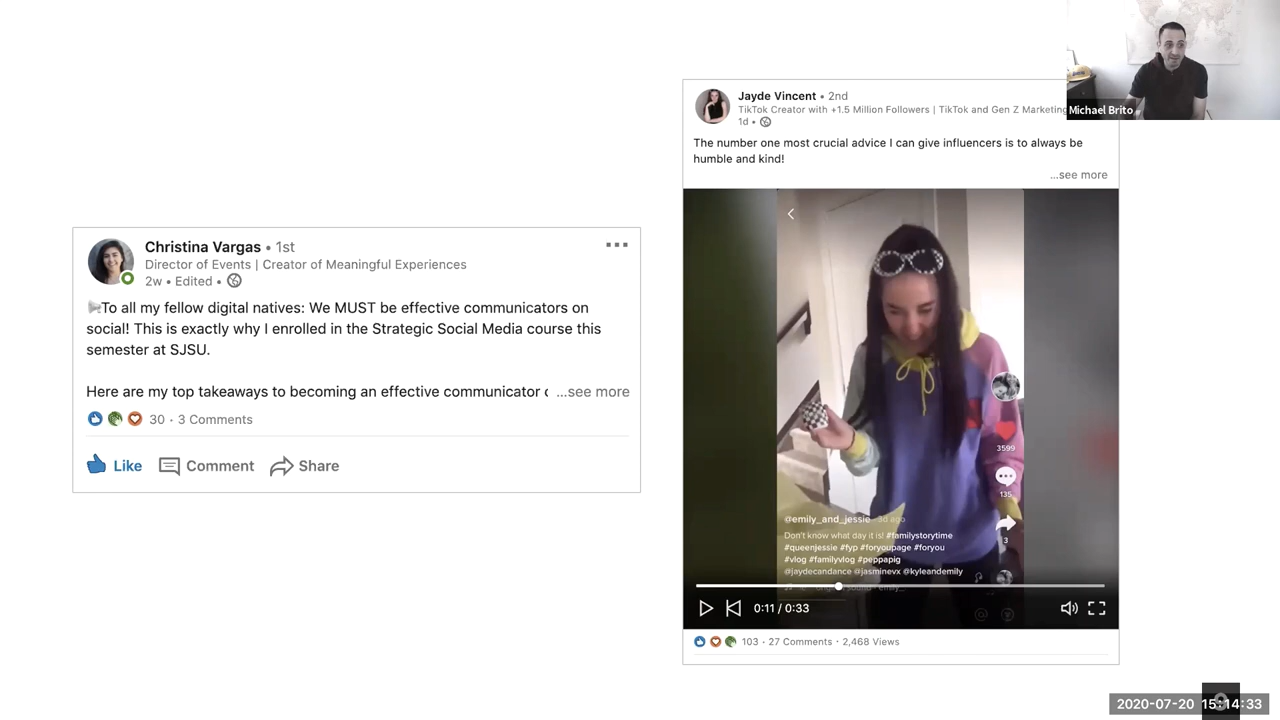 Michael Brito
Jayde Vincent • 2nd
TikTok Creator with +1.5 Million Followers | TikTok and Gen Z Marketing
1d •
The number one most crucial advice I can give influencers is to always be
humble and kind!
...see more
Christina Vargas • 1st
Director of Events | Creator of Meaningful Experiences
2w • Edited •
To all my fellow digital natives: We MUST be effective communicators on
social! This is exactly why I enrolled in the Strategic Social Media course this
semester at SJSU.
Here are my top takeaways to becoming an effective communicator ...see more
30 · 3 Comments
Like Comment Share
3599
135
3
@emily_and_jessie · 3d ago
Don't know what day it is! #familystorytime
#queenjessie #fyp #foryoupage #foryou
#vlog #familyvlog #peppapig
@jaydecandance @jasminevx @kyleandemily
0:11 / 0:33
103 · 27 Comments · 2,468 Views
2020-07-20 15:14:33